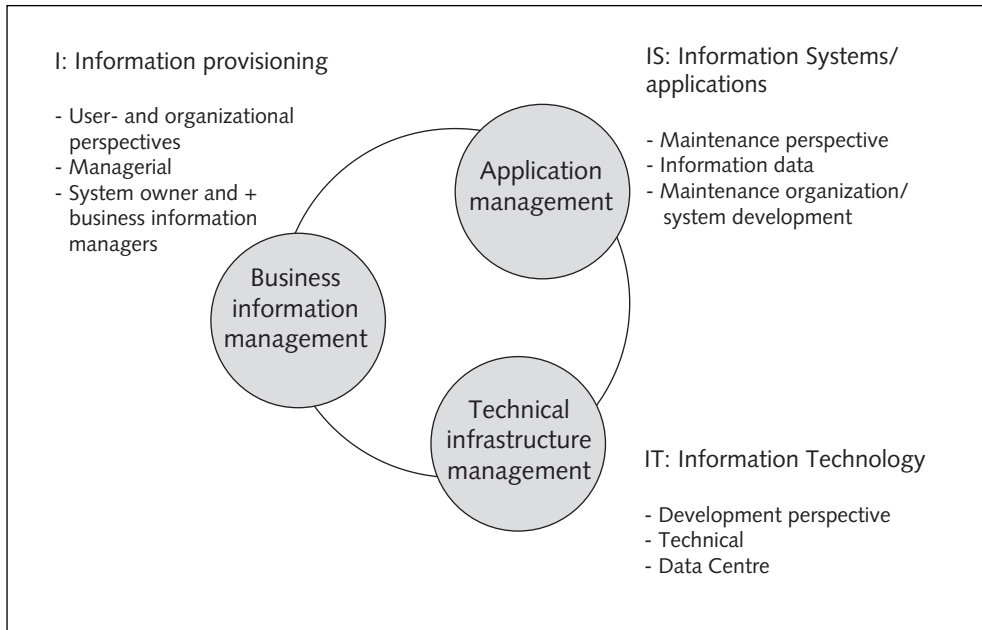 I: Information provisioning
- User- and organizational
perspectives
- Managerial
- System owner and +
business information
managers
IS: Information Systems/
applications
- Maintenance perspective
- Information data
- Maintenance organization/
system development
Application
management
Business
information
management
Technical
infrastructure
management
IT: Information Technology
- Development perspective
- Technical
- Data Centre